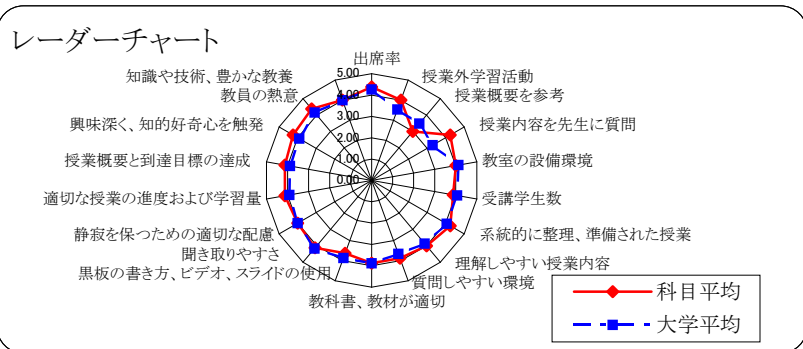 レーダーチャート
出席率
授業外学習活動
授業概要を参考
授業内容を先生に質問
教室の設備環境
受講学生数
系統的に整理、準備された授業
理解しやすい授業内容
質問しやすい環境
教科書、教材が適切
黒板の書き方、ビデオ、スライドの使用
聞き取りやすさ
静寂を保つための適切な配慮
適切な授業の進度および学習量
授業概要と到達目標の達成
興味深く、知的好奇心を触発
教員の熱意
知識や技術、豊かな教養
5.00
4.00
3.00
2.00
1.00
0.00
科目平均
大学平均